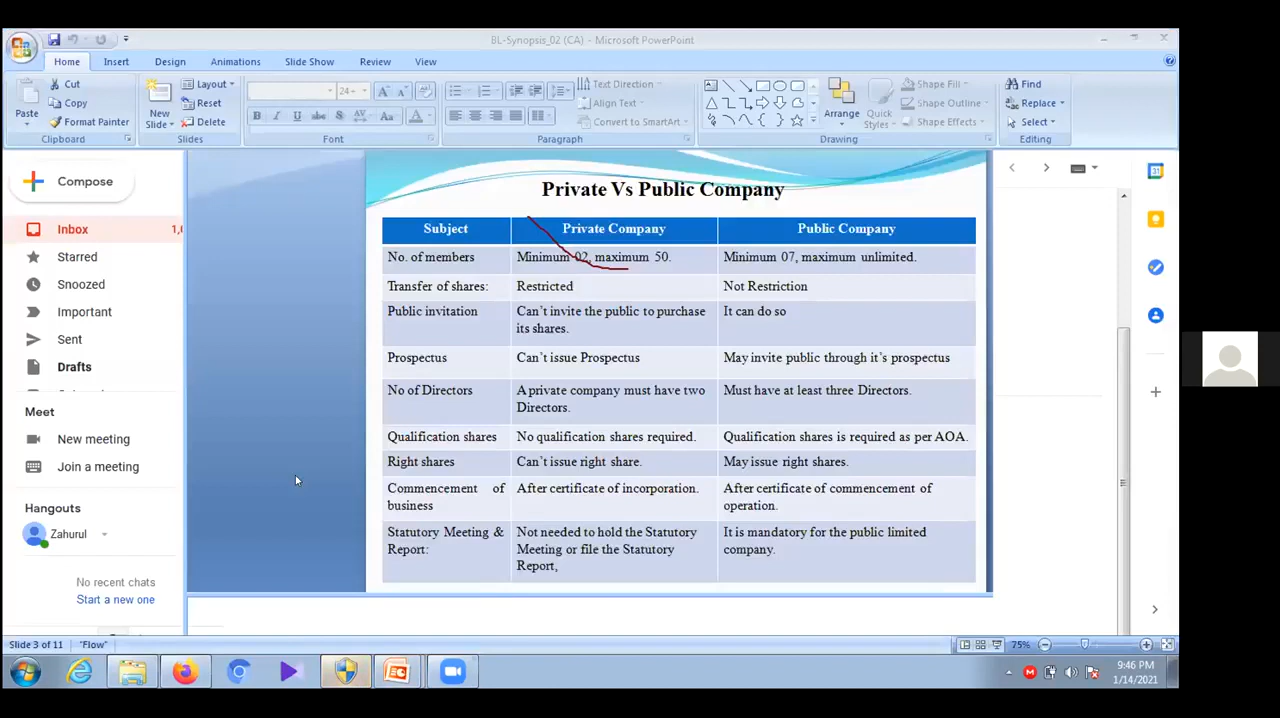 BL-Synopsis_02 (CA) - Microsoft PowerPoint
Home Insert Design Animations Slide Show Review View
Cut
Copy
Format Painter
Paste
Clipboard
New
Slide
Layout
Reset
Delete
Slides
24
Font
Text Direction
Align Text
Convert to SmartArt
Paragraph
Arrange
Quick
Styles
Shape Fill
Shape Outline
Shape Effects
Drawing
Find
Replace
Select
Editing
Compose
Inbox 1,
Starred
Snoozed
Important
Sent
Drafts
Meet
New meeting
Join a meeting
Hangouts
Zahurul
No recent chats
Start a new one
Private Vs Public Company
Subject Private Company Public Company
No. of members Minimum 02, maximum 50. Minimum 07, maximum unlimited.
Transfer of shares: Restricted Not Restriction
Public invitation Can't invite the public to purchase It can do so
its shares.
Prospectus Can't issue Prospectus May invite public through it's prospectus
No of Directors A private company must have two Must have at least three Directors.
Directors.
Qualification shares No qualification shares required. Qualification shares is required as per AOA.
Right shares Can't issue right share. May issue right shares.
Commencement of After certificate of incorporation. After certificate of commencement of
business operation.
Statutory Meeting & Not needed to hold the Statutory It is mandatory for the public limited
Report: Meeting or file the Statutory company.
Report,
31
Slide 3 of 11 "Flow" 75%
9:46 PM
1/14/2021